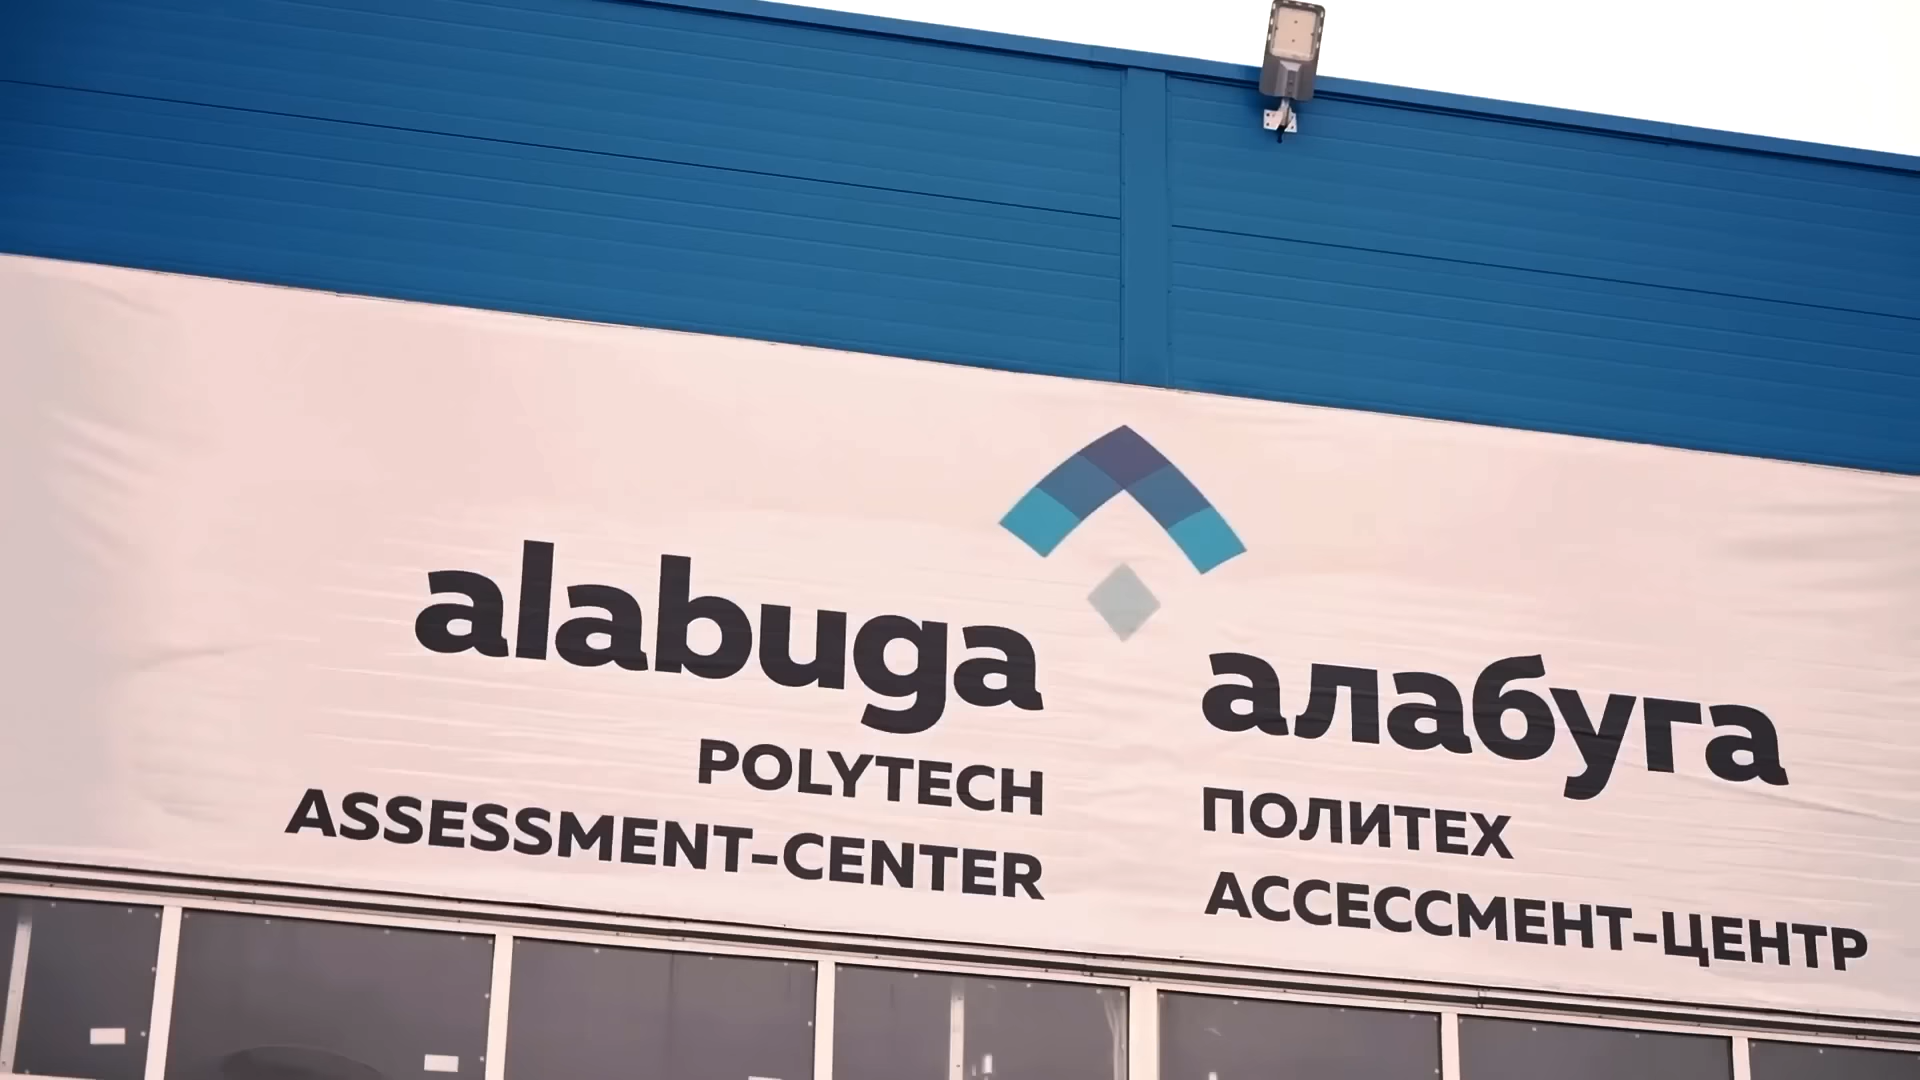 alabuga
POLYTECH
ASSESSMENT-CENTER
алабуга
ПОЛИТЕХ
АССЕССМЕНТ-ЦЕНТР